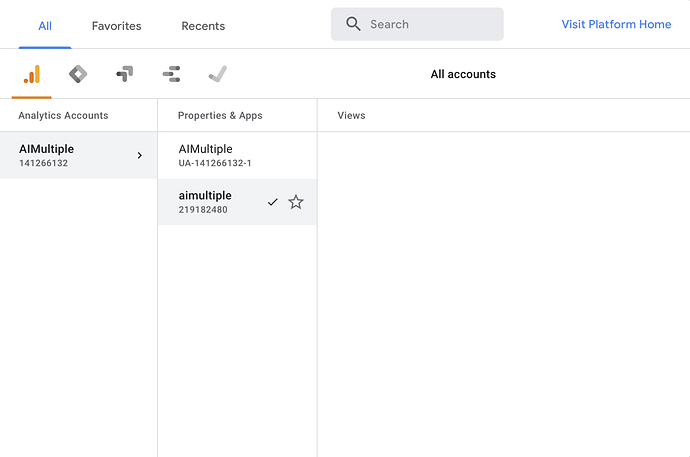 All
Favorites
Recents
Search
Visit Platform Home
All accounts
Analytics Accounts
Properties & Apps
Views
AIMultiple
141266132
AIMultiple
UA-141266132-1
aimultiple
219182480